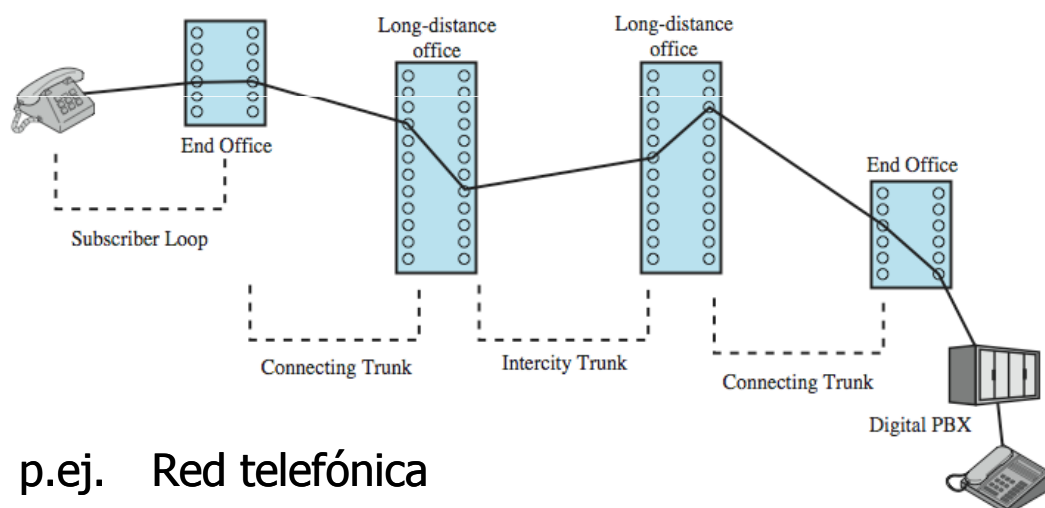 Long-distance
office
Long-distance
office
End Office
End Office
Subscriber Loop
Connecting Trunk
Intercity Trunk
Connecting Trunk
Digital PBX
p.ej. Red telefónica